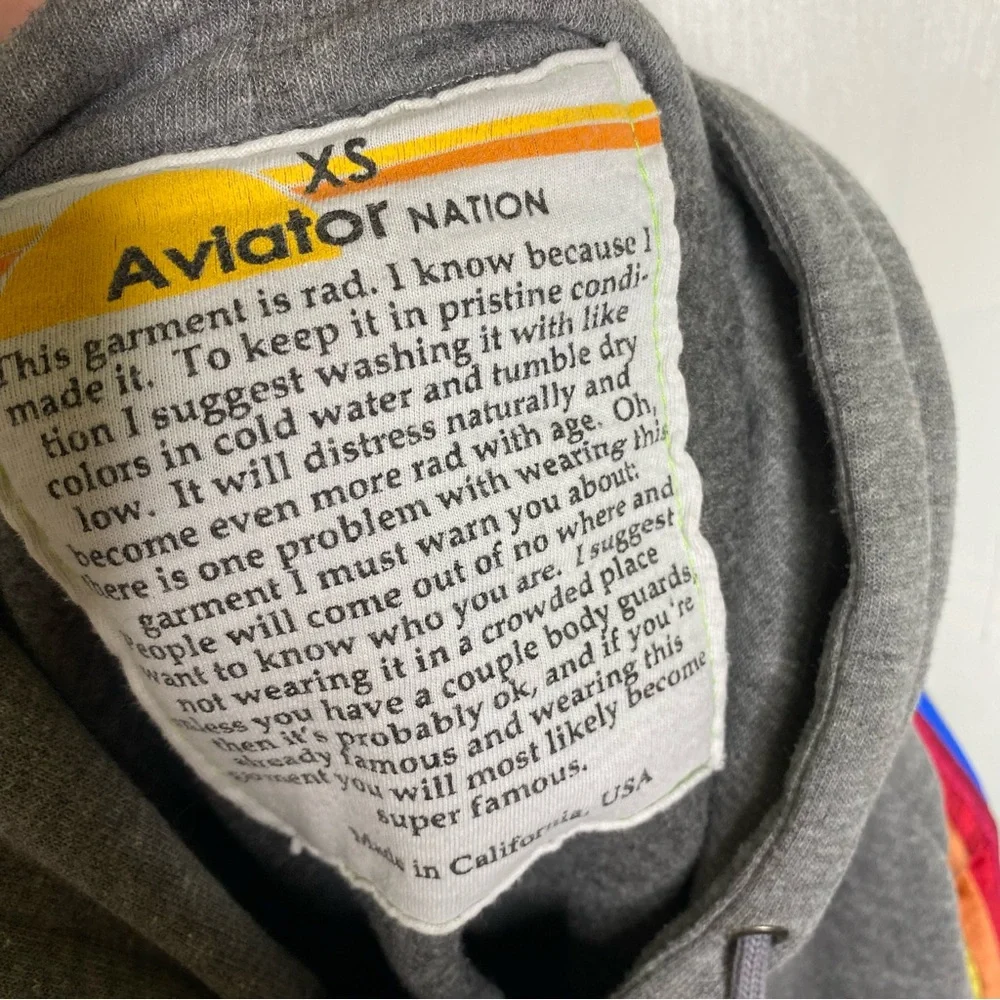 XS
Aviator NATION
This garment is rad. I know because I
made it. To keep it in pristine condi-
tion I suggest washing it with like
colors in cold water and tumble dry
low. It will distress naturally and
become even more rad with age. Oh,
there is one problem with wearing this
garment I must warn you about:
People will come out of no where and
want to know who you are. I suggest
not wearing it in a crowded place
unless you have a couple body guards,
then it's probably ok, and if you're
already famous and wearing this
garment you will most likely become
super famous.
Made in California, USA